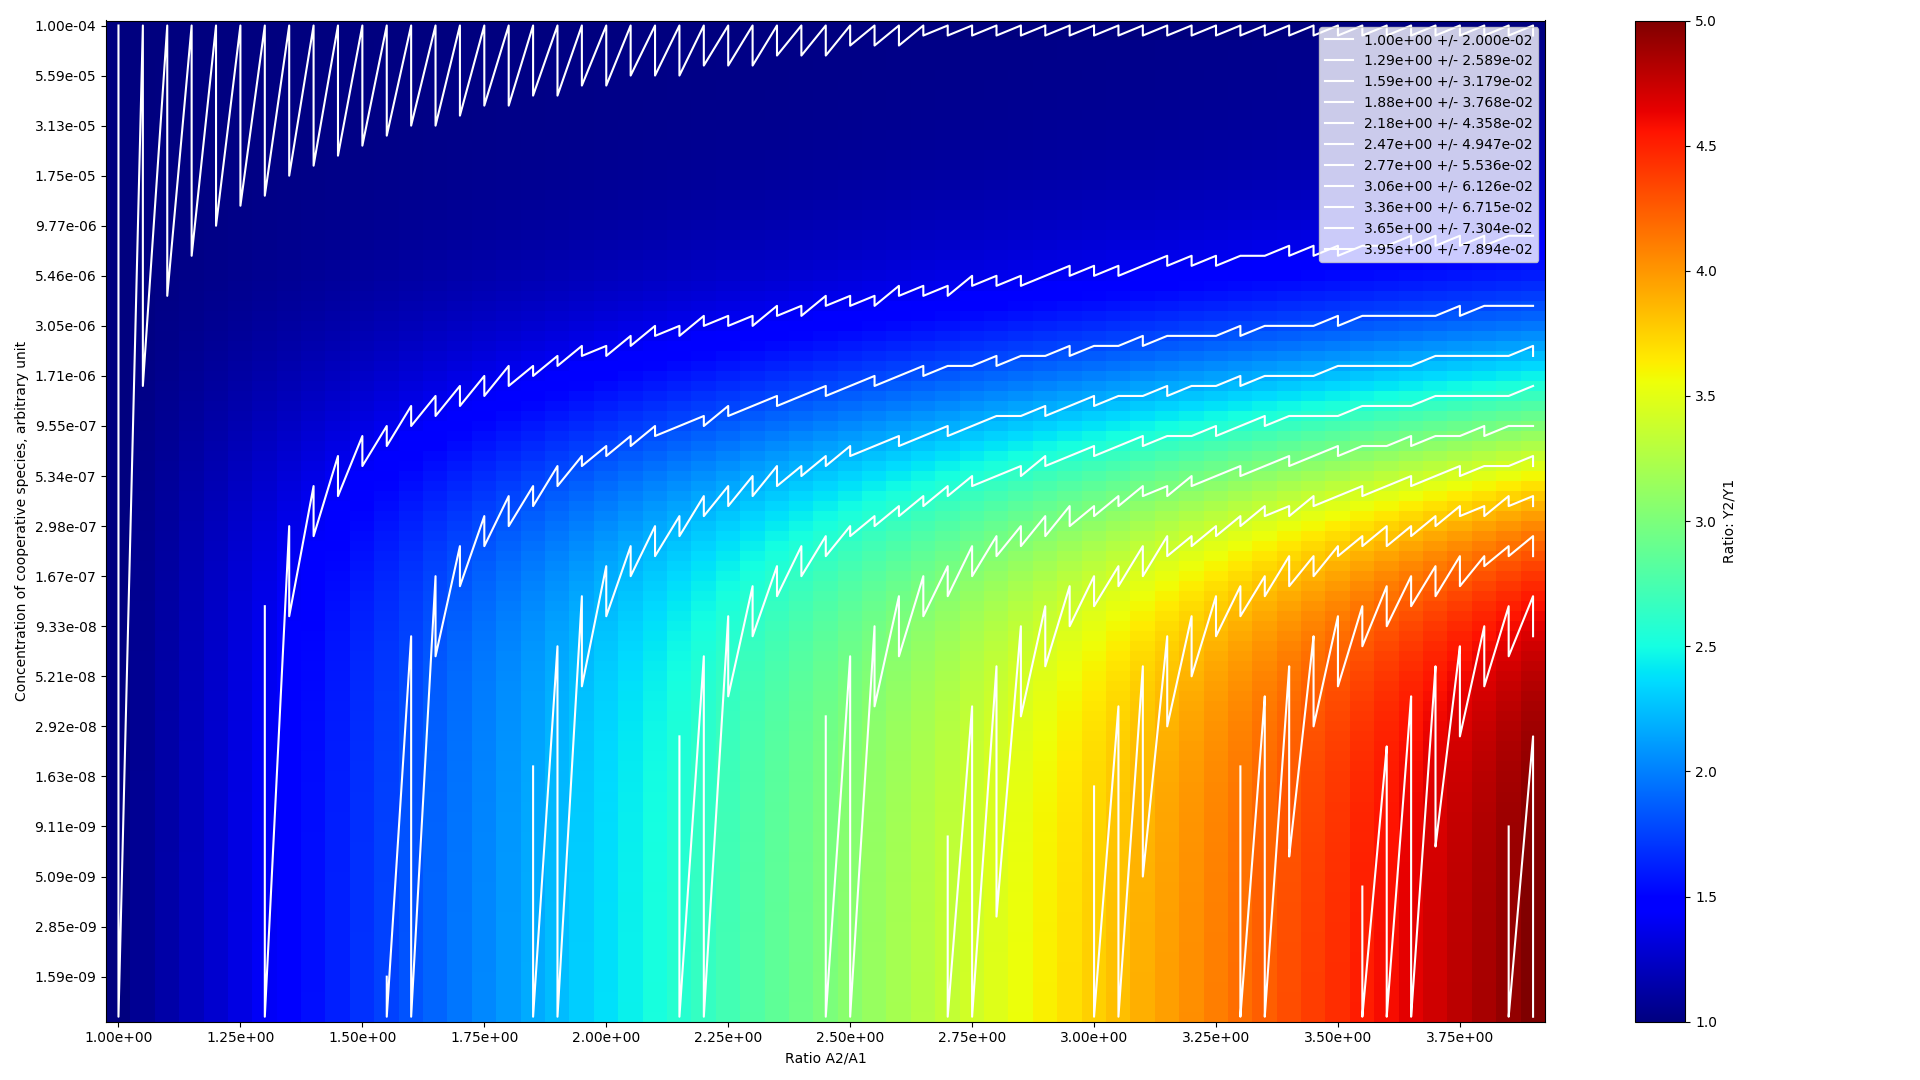 1.00e-04
5.59e-05
3.13e-05
1.75e-05
9.77e-06
5.46e-06
3.05e-06
1.71e-06
9.55e-07
5.34e-07
2.98e-07
1.67e-07
9.33e-08
5.21e-08
2.92e-08
1.63e-08
9.11e-09
5.09e-09
2.85e-09
1.59e-09
Concentration of cooperative species, arbitrary unit
1.00e+00 +/- 2.000e-02
1.29e+00 +/- 2.589e-02
1.59e+00 +/- 3.179e-02
1.88e+00 +/- 3.768e-02
2.18e+00 +/- 4.358e-02
2.47e+00 +/- 4.947e-02
2.77e+00 +/- 5.536e-02
3.06e+00 +/- 6.126e-02
3.36e+00 +/- 6.715e-02
3.65e+00 +/- 7.304e-02
3.95e+00 +/- 7.894e-02
1.00e+00 1.25e+00 1.50e+00 1.75e+00 2.00e+00 2.25e+00 2.50e+00 2.75e+00 3.00e+00 3.25e+00 3.50e+00 3.75e+00
Ratio A2/A1
5.0
4.5
4.0
3.5
3.0
2.5
2.0
1.5
1.0
Ratio: Y2/Y1